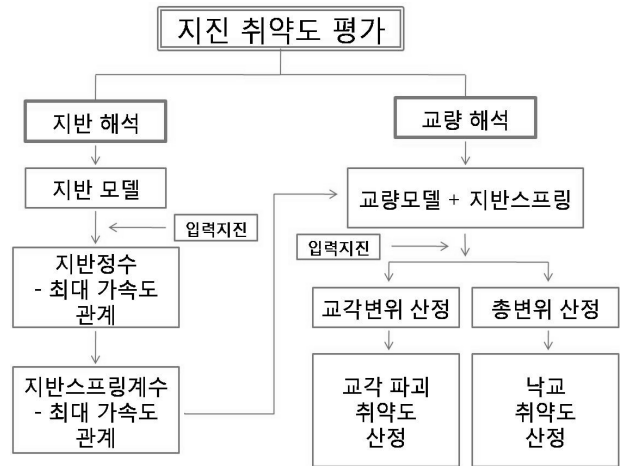 지진 취약도 평가
지반 해석
교량 해석
지반 모델
교량모델 + 지반스프링
입력지진
입력지진
지반정수
- 최대 가속도
관계
교각변위 산정
총변위 산정
지반스프링계수
- 최대 가속도
관계
교각 파괴
취약도
산정
낙교
취약도
산정